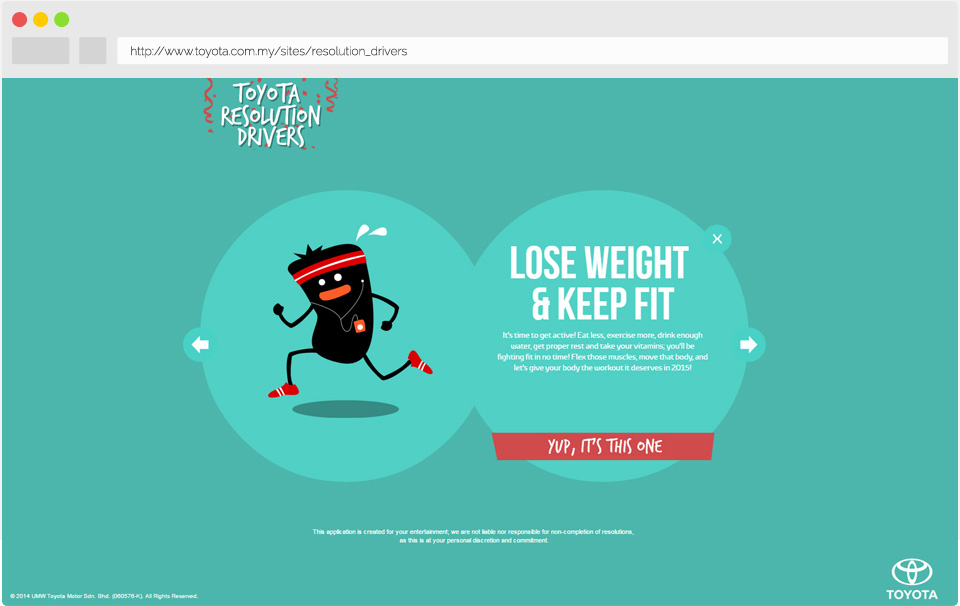 http://www.toyota.com.my/sites/resolution_drivers
TOYOTA
RESOLUTION
DRIVERS
LOSE WEIGHT
& KEEP FIT
It's time to get active! Eat less, exercise more, drink enough
water, get proper rest and take your vitamins; you'll be
fighting fit in no time! Flex those muscles, move that body, and
let's give your body the workout it deserves in 2015!
YUP, IT'S THIS ONE
This application is created for your entertainment; we are not liable nor responsible for non-completion of resolutions,
as this is at your personal discretion and commitment.
© 2014 UMW Toyota Motor Sdn. Bhd. (060576-K). All Rights Reserved.
TOYOTA